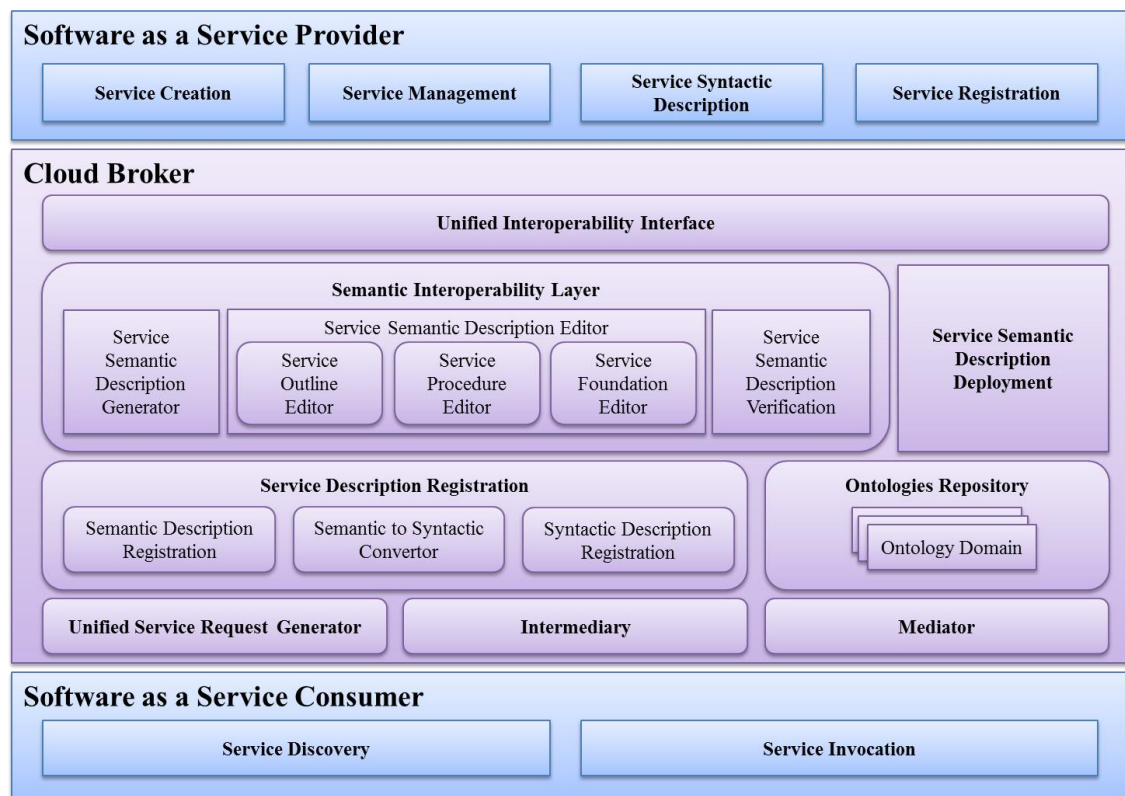 Software as a Service Provider
Service Creation
Service Management
Service Syntactic
Description
Service Registration
Cloud Broker
Unified Interoperability Interface
Semantic Interoperability Layer
Service
Semantic
Description
Generator
Service Semantic Description Editor
Service
Outline
Editor
Service
Procedure
Editor
Service
Foundation
Editor
Service
Semantic
Description
Verification
Service Semantic
Description
Deployment
Service Description Registration
Semantic Description
Registration
Semantic to Syntactic
Convertor
Syntactic Description
Registration
Ontologies Repository
Ontology Domain
Unified Service Request Generator
Intermediary
Mediator
Software as a Service Consumer
Service Discovery
Service Invocation